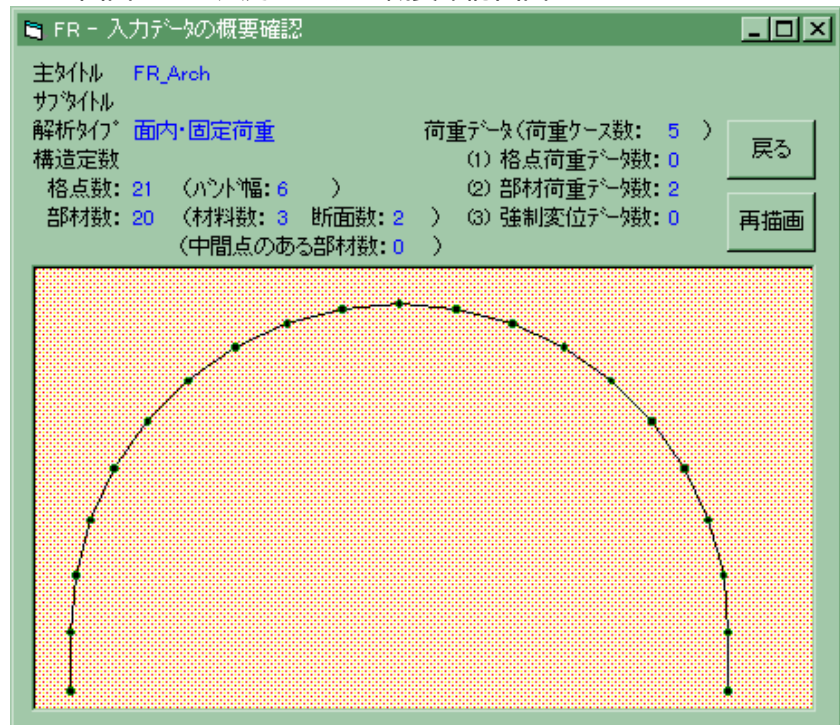 FR - 入力ﾃﾞｰﾀの概要確認
主ﾀｲﾄﾙ FR_Arch
ｻﾌﾞﾀｲﾄﾙ
解析ﾀｲﾌﾟ 面内･固定荷重 荷重ﾃﾞｰﾀ(荷重ｹｰｽ数: 5 )
構造定数 (1) 格点荷重ﾃﾞｰﾀ数: 0
格点数: 21 (ﾊﾞﾝﾄﾞ幅: 6 ) (2) 部材荷重ﾃﾞｰﾀ数: 2
部材数: 20 (材料数: 3 断面数: 2 ) (3) 強制変位ﾃﾞｰﾀ数: 0
(中間点のある部材数: 0 )
戻る
再描画